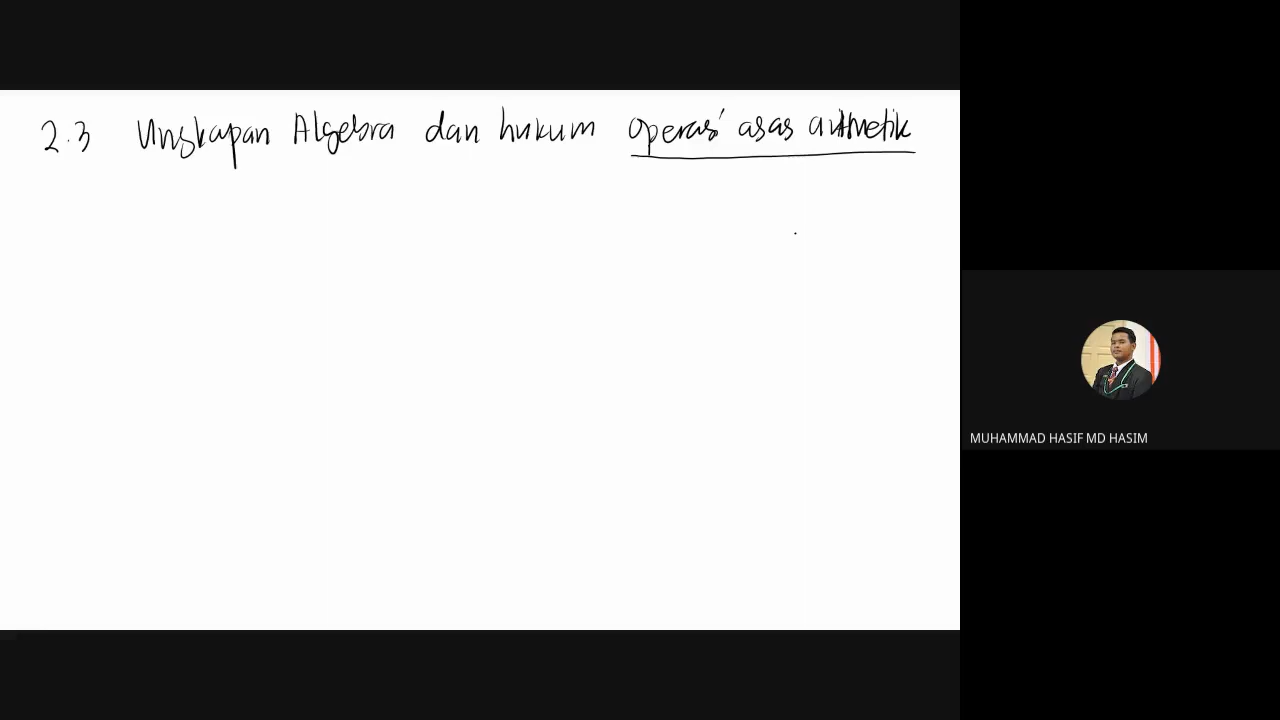 2.3 Ungkapan Algebra dan hukum operasi asas aritmetik
MUHAMMAD HASIF MD HASIM